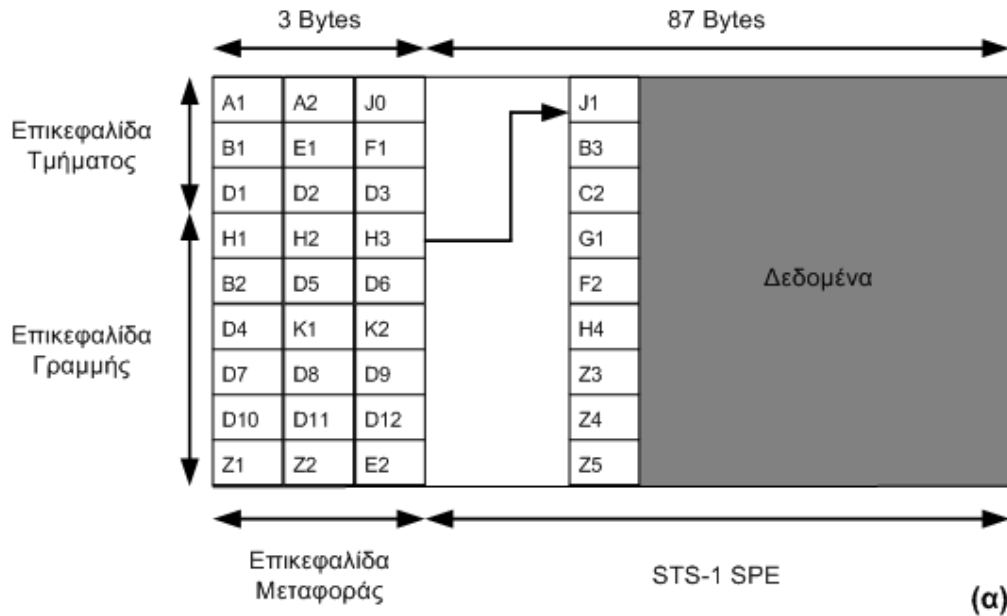 3 Bytes
87 Bytes
Επικεφαλίδα
Τμήματος
A1 A2 J0 J1
B1 E1 F1 B3
D1 D2 D3 C2
H1 H2 H3 G1
B2 D5 D6 F2
Δεδομένα
Επικεφαλίδα
Γραμμής
D4 K1 K2 H4
D7 D8 D9 Z3
D10 D11 D12 Z4
Z1 Z2 E2 Z5
Επικεφαλίδα
Μεταφοράς
STS-1 SPE
(α)